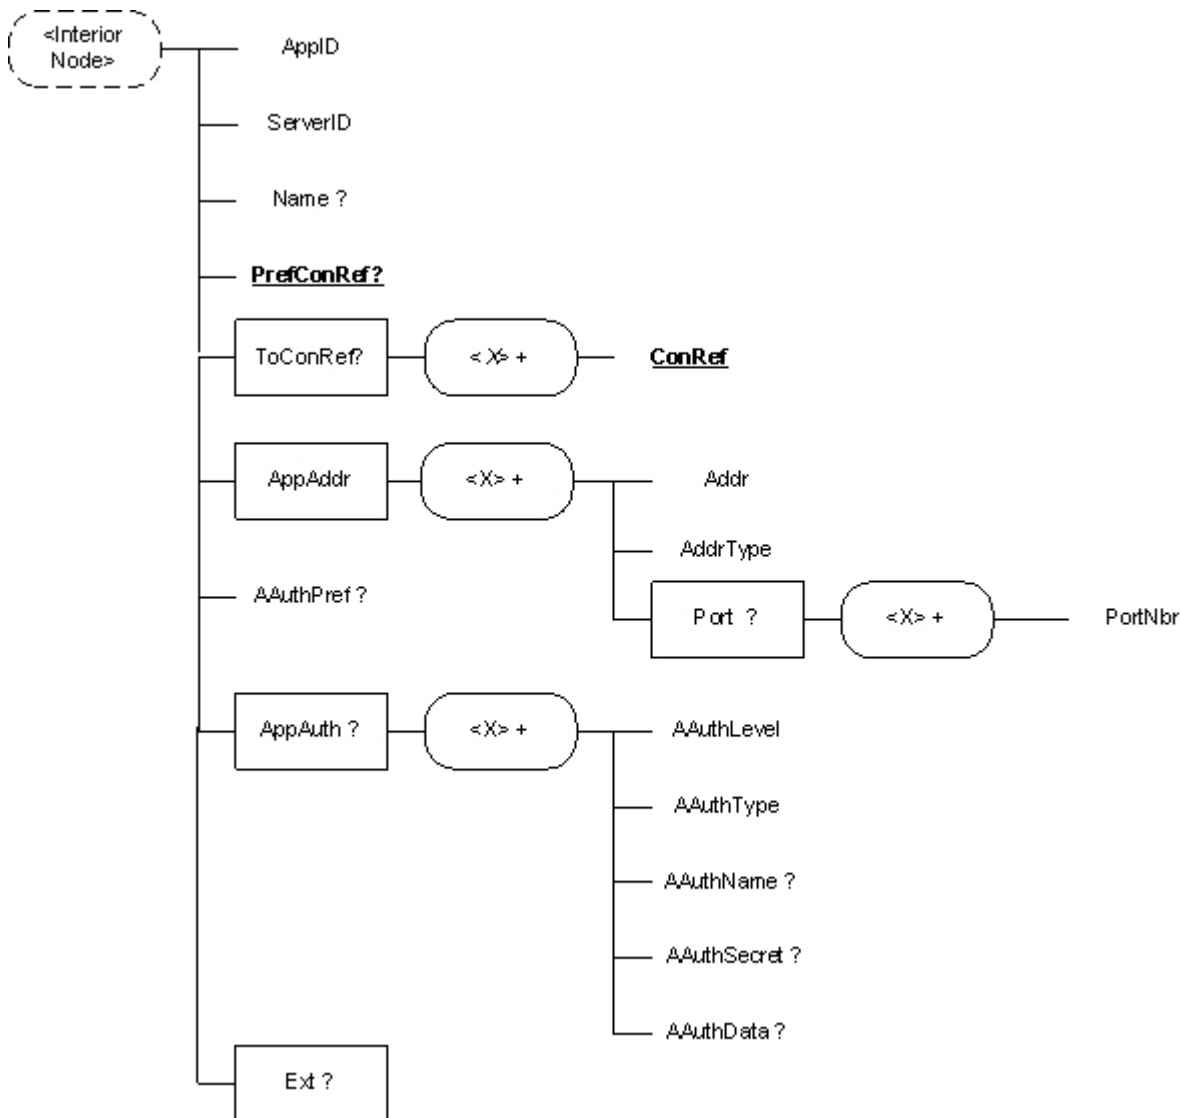 <Interior
Node>
AppID
ServerID
Name ?
PrefConRef?
ToConRef?
< X> +
ConRef
AppAddr
<X> +
Addr
AddrType
AAuthPref ?
Port ?
<X> +
PortNbr
AppAuth ?
<X> +
AAuthLevel
AAuthType
AAuthName ?
AAuthSecret ?
AAuthData ?
Ext ?